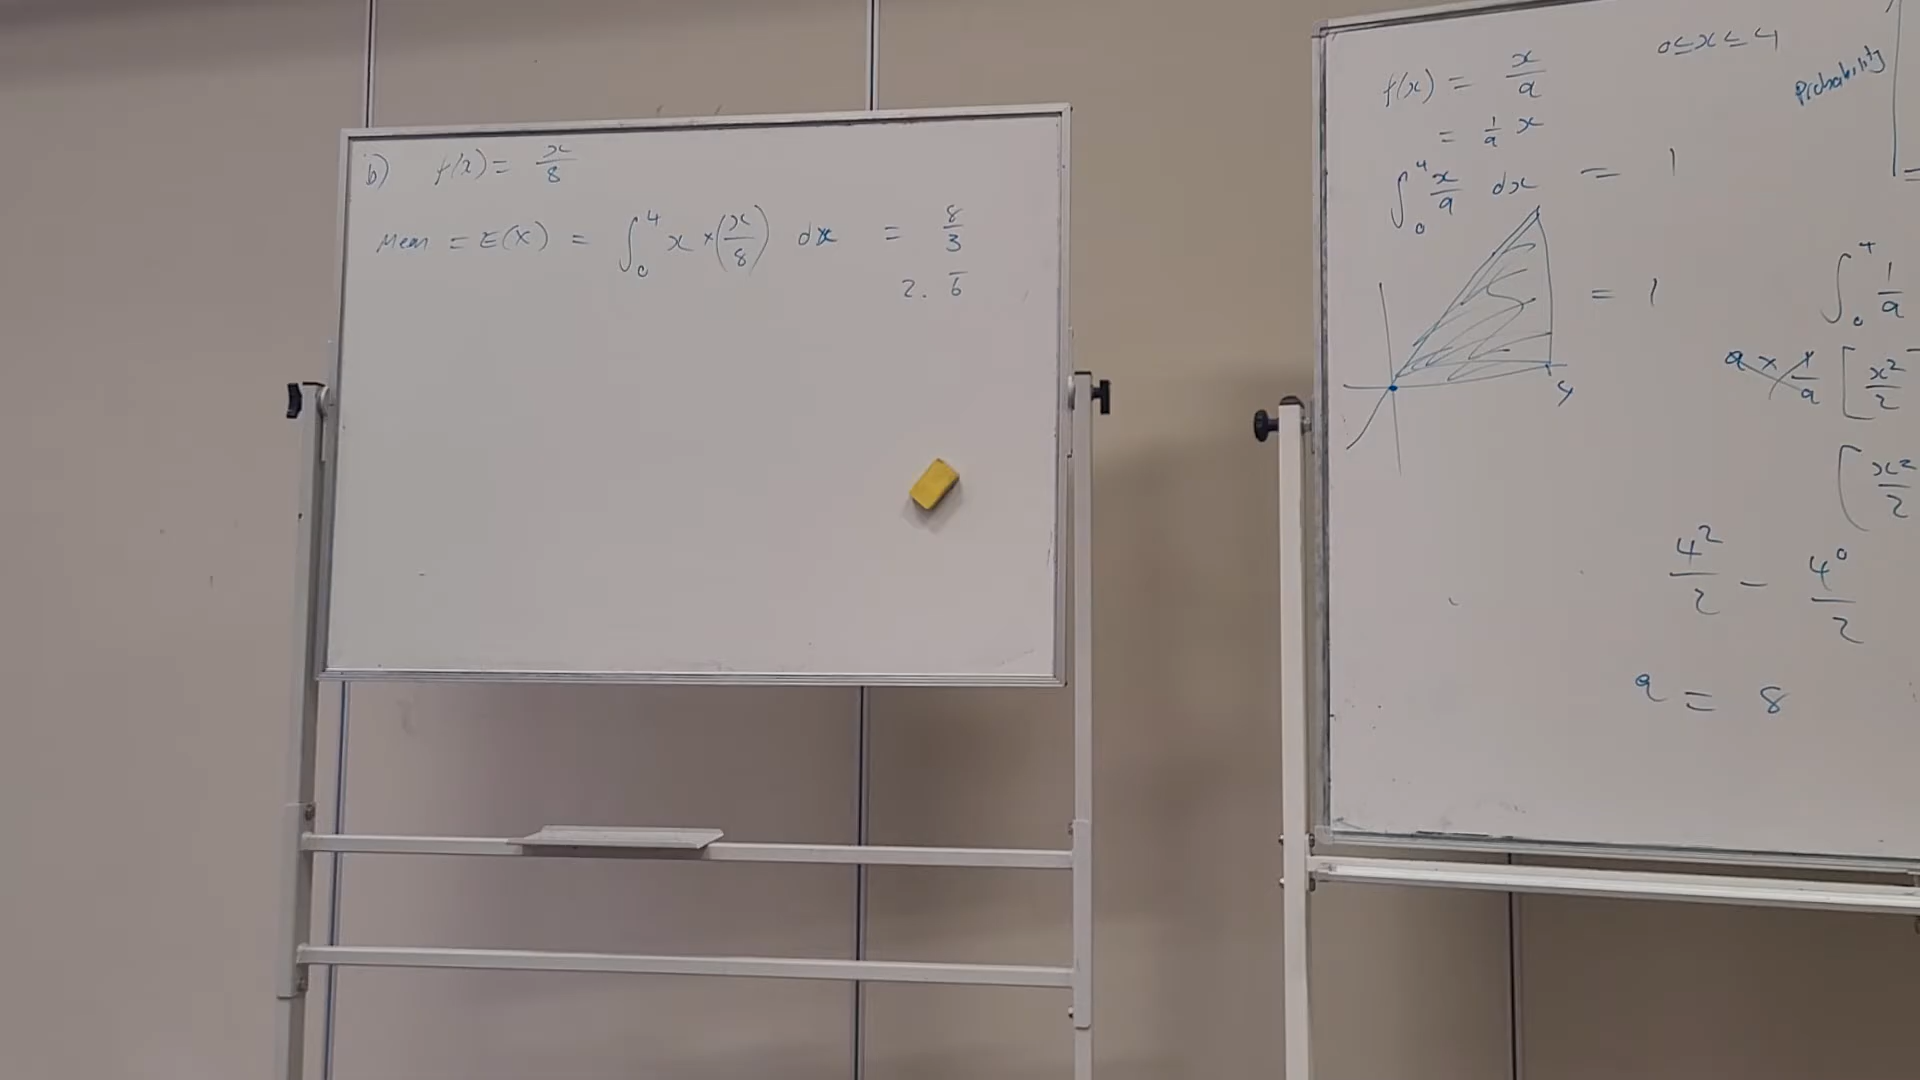 b) f(x) = x/8
Mean = E(X) = ∫₀⁴ x × (x/8) dx = 8/3
2. 6̅
f(x) = x/a 0 ≤ x ≤ 4
= 1/a x
∫₀⁴ x/a dx = 1
= 1
4
Probability
∫₀⁴ 1/a
a × 1/a [x²/2
(x²/2
4²/2 - 4⁰/2
a = 8